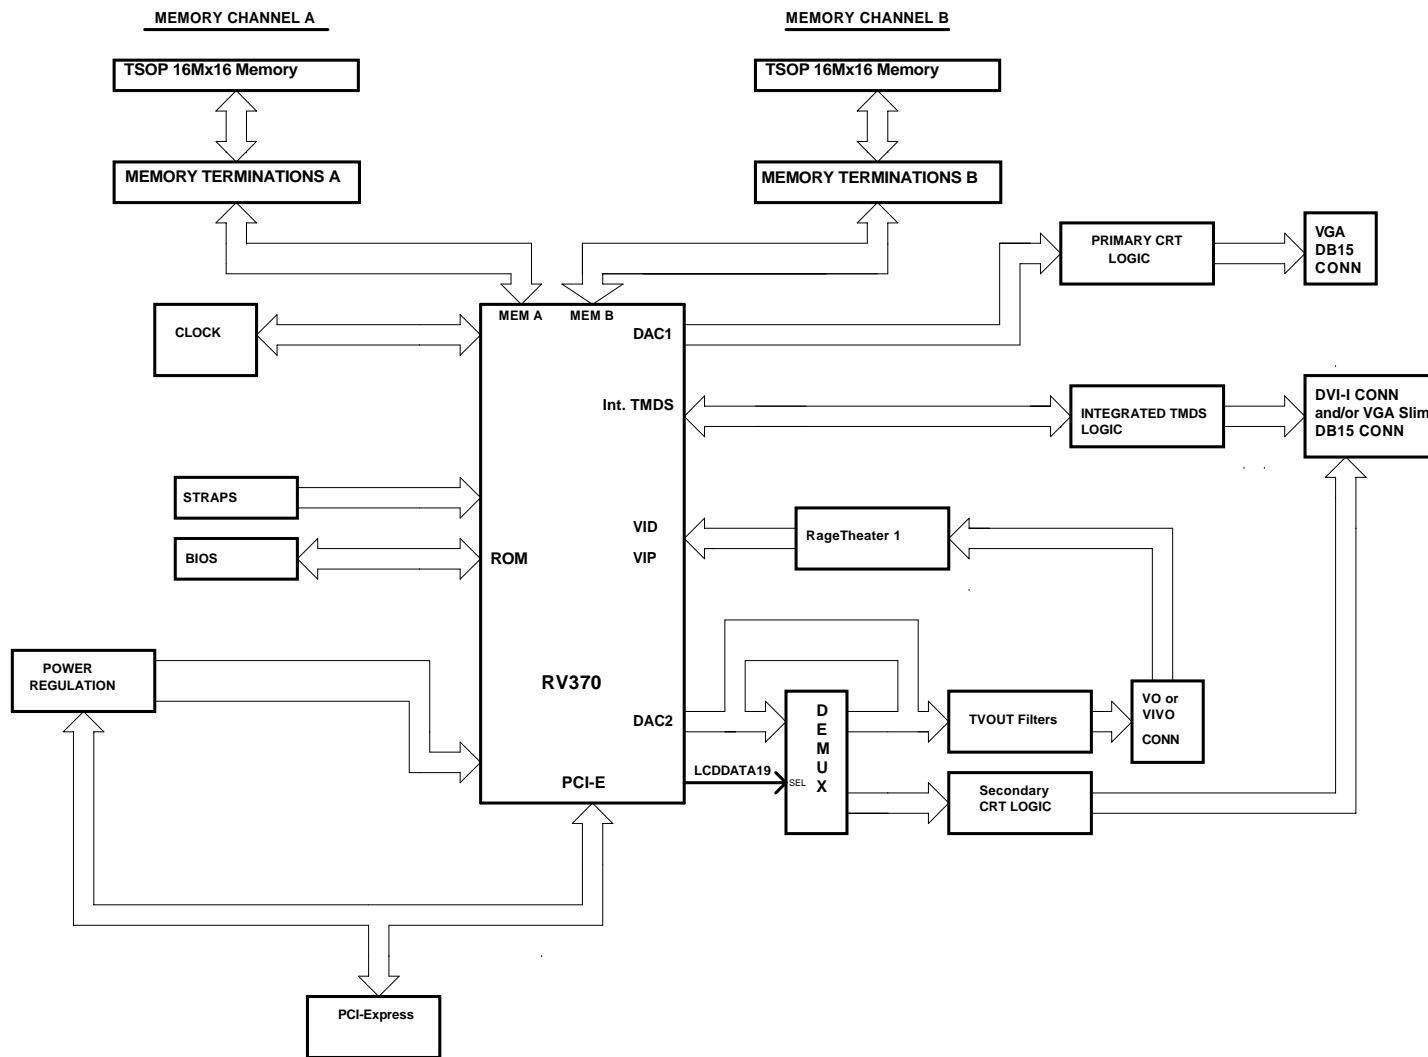 MEMORY CHANNEL A
MEMORY CHANNEL B
TSOP 16Mx16 Memory
TSOP 16Mx16 Memory
MEMORY TERMINATIONS A
MEMORY TERMINATIONS B
PRIMARY CRT
LOGIC
VGA
DB15
CONN
CLOCK
MEM A
MEM B
DAC1
Int. TMDS
INTEGRATED TMDS
LOGIC
DVI-I CONN
and/or VGA Slim
DB15 CONN
STRAPS
BIOS
ROM
VID
VIP
RageTheater 1
POWER
REGULATION
RV370
DAC2
DEMUX
TVOUT Filters
VO or
VIVO
CONN
PCI-E
LCDDATA19
SEL
Secondary
CRT LOGIC
PCI-Express